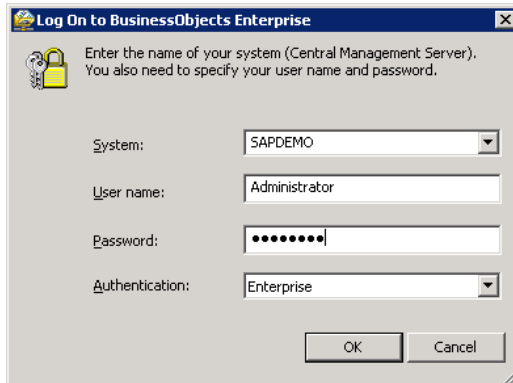 Log On to BusinessObjects Enterprise
Enter the name of your system (Central Management Server).
You also need to specify your user name and password.
System: SAPDEMO
User name: Administrator
Password: ●●●●●●●●
Authentication: Enterprise
OK Cancel